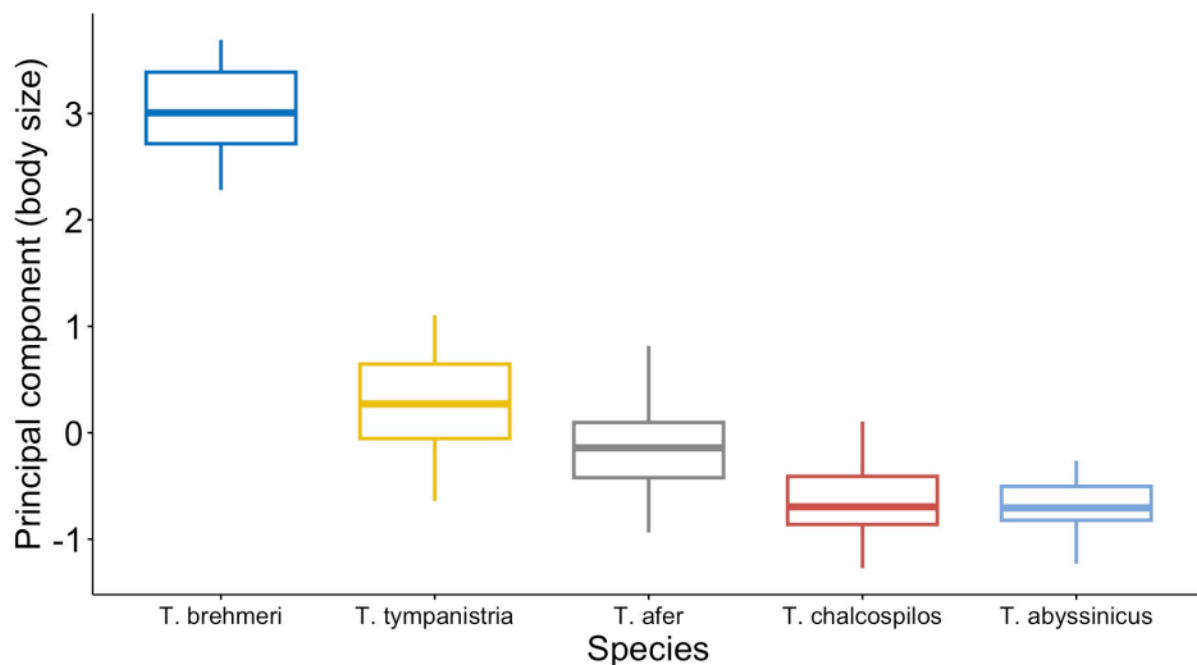 Principal component (body size)
3
2
1
0
-1
T. brehmeri
T. tympanistria
T. afer
T. chalcospilos
T. abyssinicus
Species